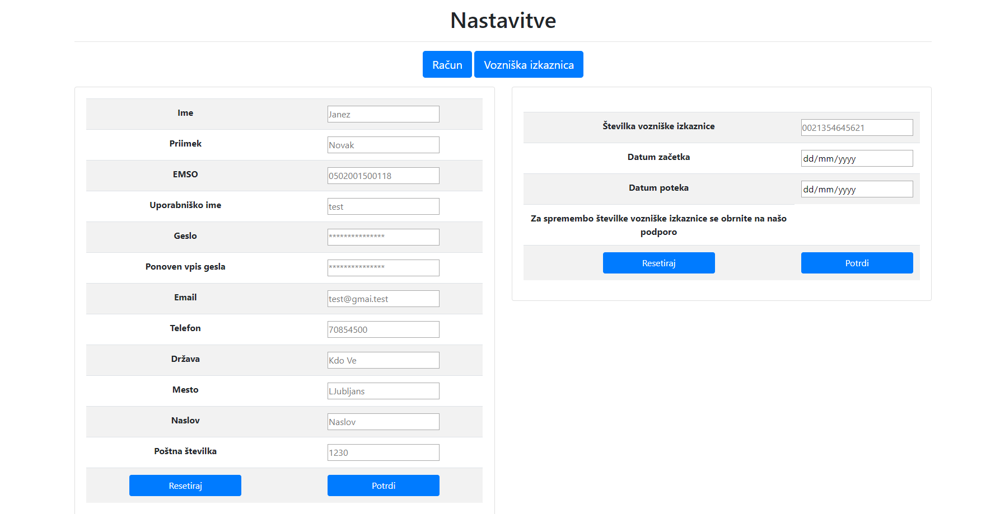 Nastavitve
Račun
Vozniška izkaznica
Ime
Janez
Priimek
Novak
EMSO
0502001500118
Uporabniško ime
test
Geslo
***************
Ponoven vpis gesla
***************
Email
test@gmai.test
Telefon
70854500
Država
Kdo Ve
Mesto
LJubljans
Naslov
Naslov
Poštna številka
1230
Resetiraj
Potrdi
Številka vozniške izkaznice
0021354645621
Datum začetka
dd/mm/yyyy
Datum poteka
dd/mm/yyyy
Za spremembo številke vozniške izkaznice se obrnite na našo
podporo
Resetiraj
Potrdi